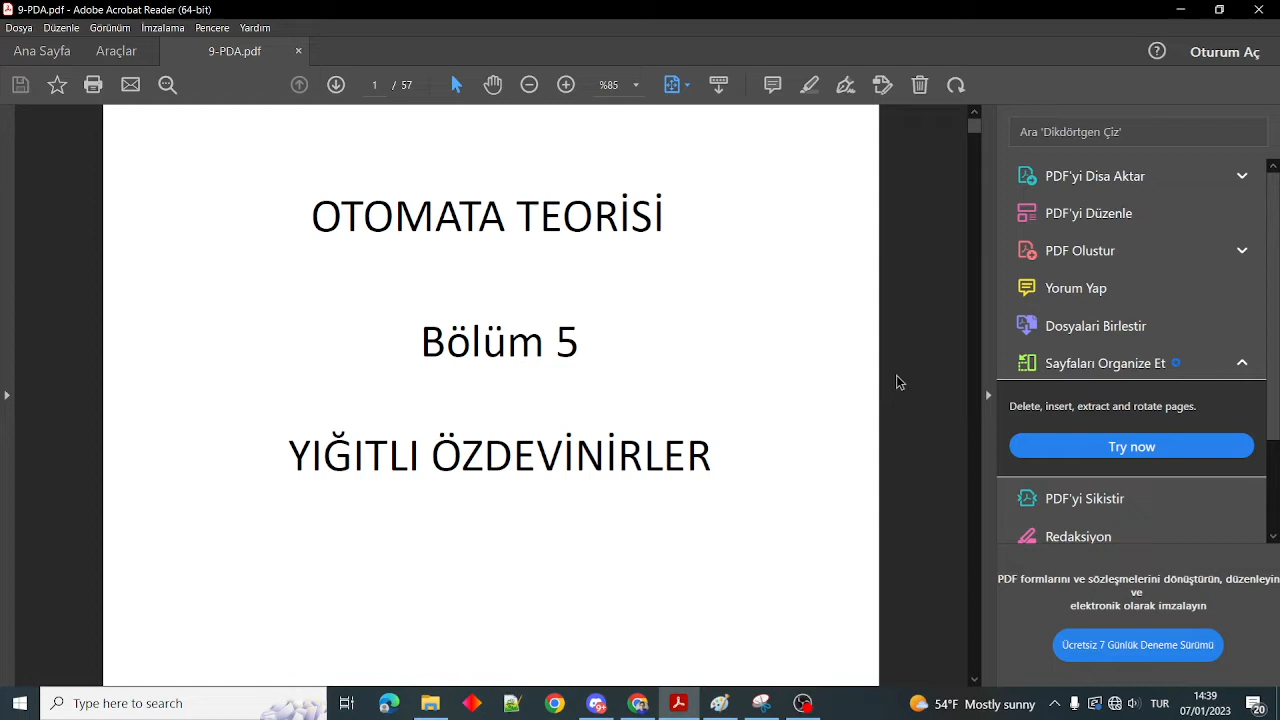 9-PDA.pdf - Adobe Acrobat Reader (64-bit)
Dosya Düzenle Görünüm İmzalama Pencere Yardım
Ana Sayfa Araçlar 9-PDA.pdf × ? Oturum Aç
1 / 57 %85
OTOMATA TEORİSİ
Bölüm 5
YIĞITLI ÖZDEVİNİRLER
Ara 'Dikdörtgen Çiz'
PDF'yi Disa Aktar
PDF'yi Düzenle
PDF Olustur
Yorum Yap
Dosyalari Birlestir
Sayfaları Organize Et
Delete, insert, extract and rotate pages.
Try now
PDF'yi Sikistir
Redaksiyon
PDF formlarını ve sözleşmelerini dönüştürün, düzenleyin
ve
elektronik olarak imzalayın
Ücretsiz 7 Günlük Deneme Sürümü
Type here to search
9+
54°F Mostly sunny
TUR
14:39
07/01/2023
20